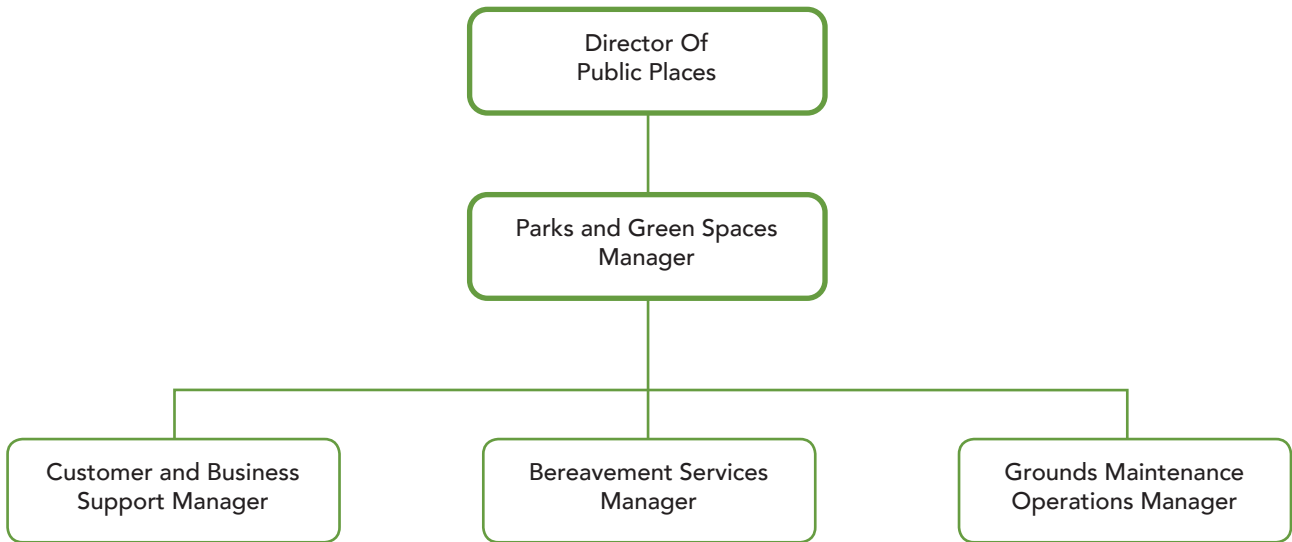 Director Of
Public Places
Parks and Green Spaces
Manager
Customer and Business
Support Manager
Bereavement Services
Manager
Grounds Maintenance
Operations Manager